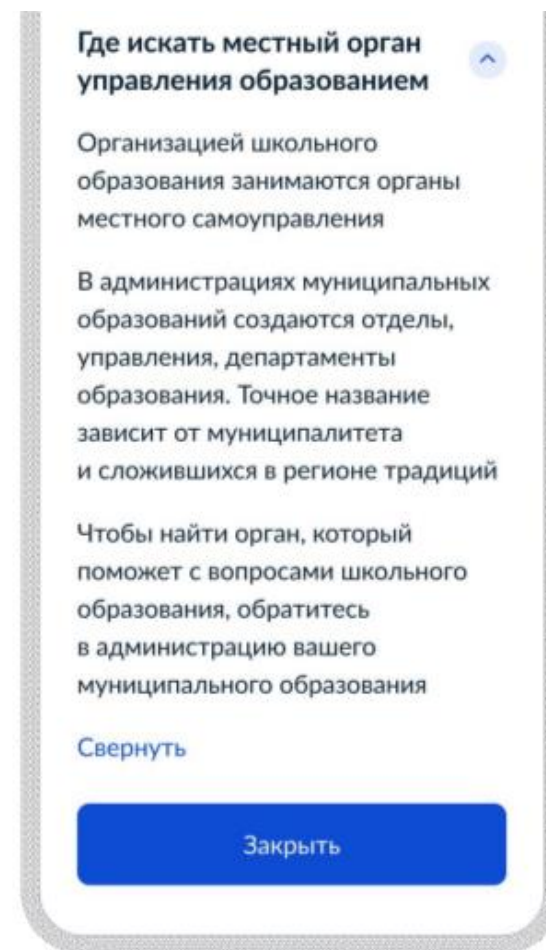 Где искать местный орган
управления образованием
Организацией школьного
образования занимаются органы
местного самоуправления
В администрациях муниципальных
образований создаются отделы,
управления, департаменты
образования. Точное название
зависит от муниципалитета
и сложившихся в регионе традиций
Чтобы найти орган, который
поможет с вопросами школьного
образования, обратитесь
в администрацию вашего
муниципального образования
Свернуть
Закрыть